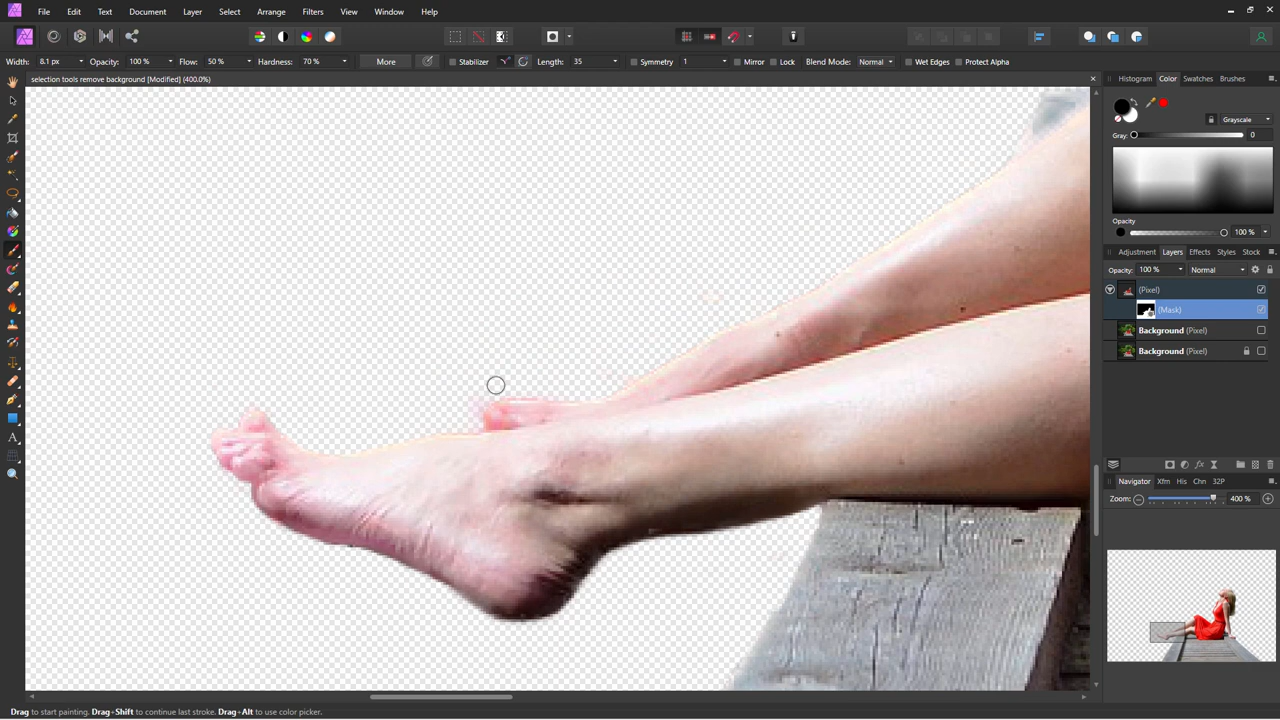 File Edit Text Document Layer Select Arrange Filters View Window Help
Width: 8.1 px Opacity: 100 % Flow: 50 % Hardness: 70 % More Stabilizer Length: 35 Symmetry 1 Mirror Lock Blend Mode: Normal Wet Edges Protect Alpha
selection tools remove background [Modified] (400.0%)
Histogram Color Swatches Brushes
Grayscale
Gray: 0
Opacity
100 %
Adjustment Layers Effects Styles Stock
Opacity: 100 % Normal
(Pixel)
(Mask)
Background (Pixel)
Background (Pixel)
Navigator Xfm His Chn 32P
Zoom: 400 %
Drag to start painting. Drag+Shift to continue last stroke. Drag+Alt to use color picker.